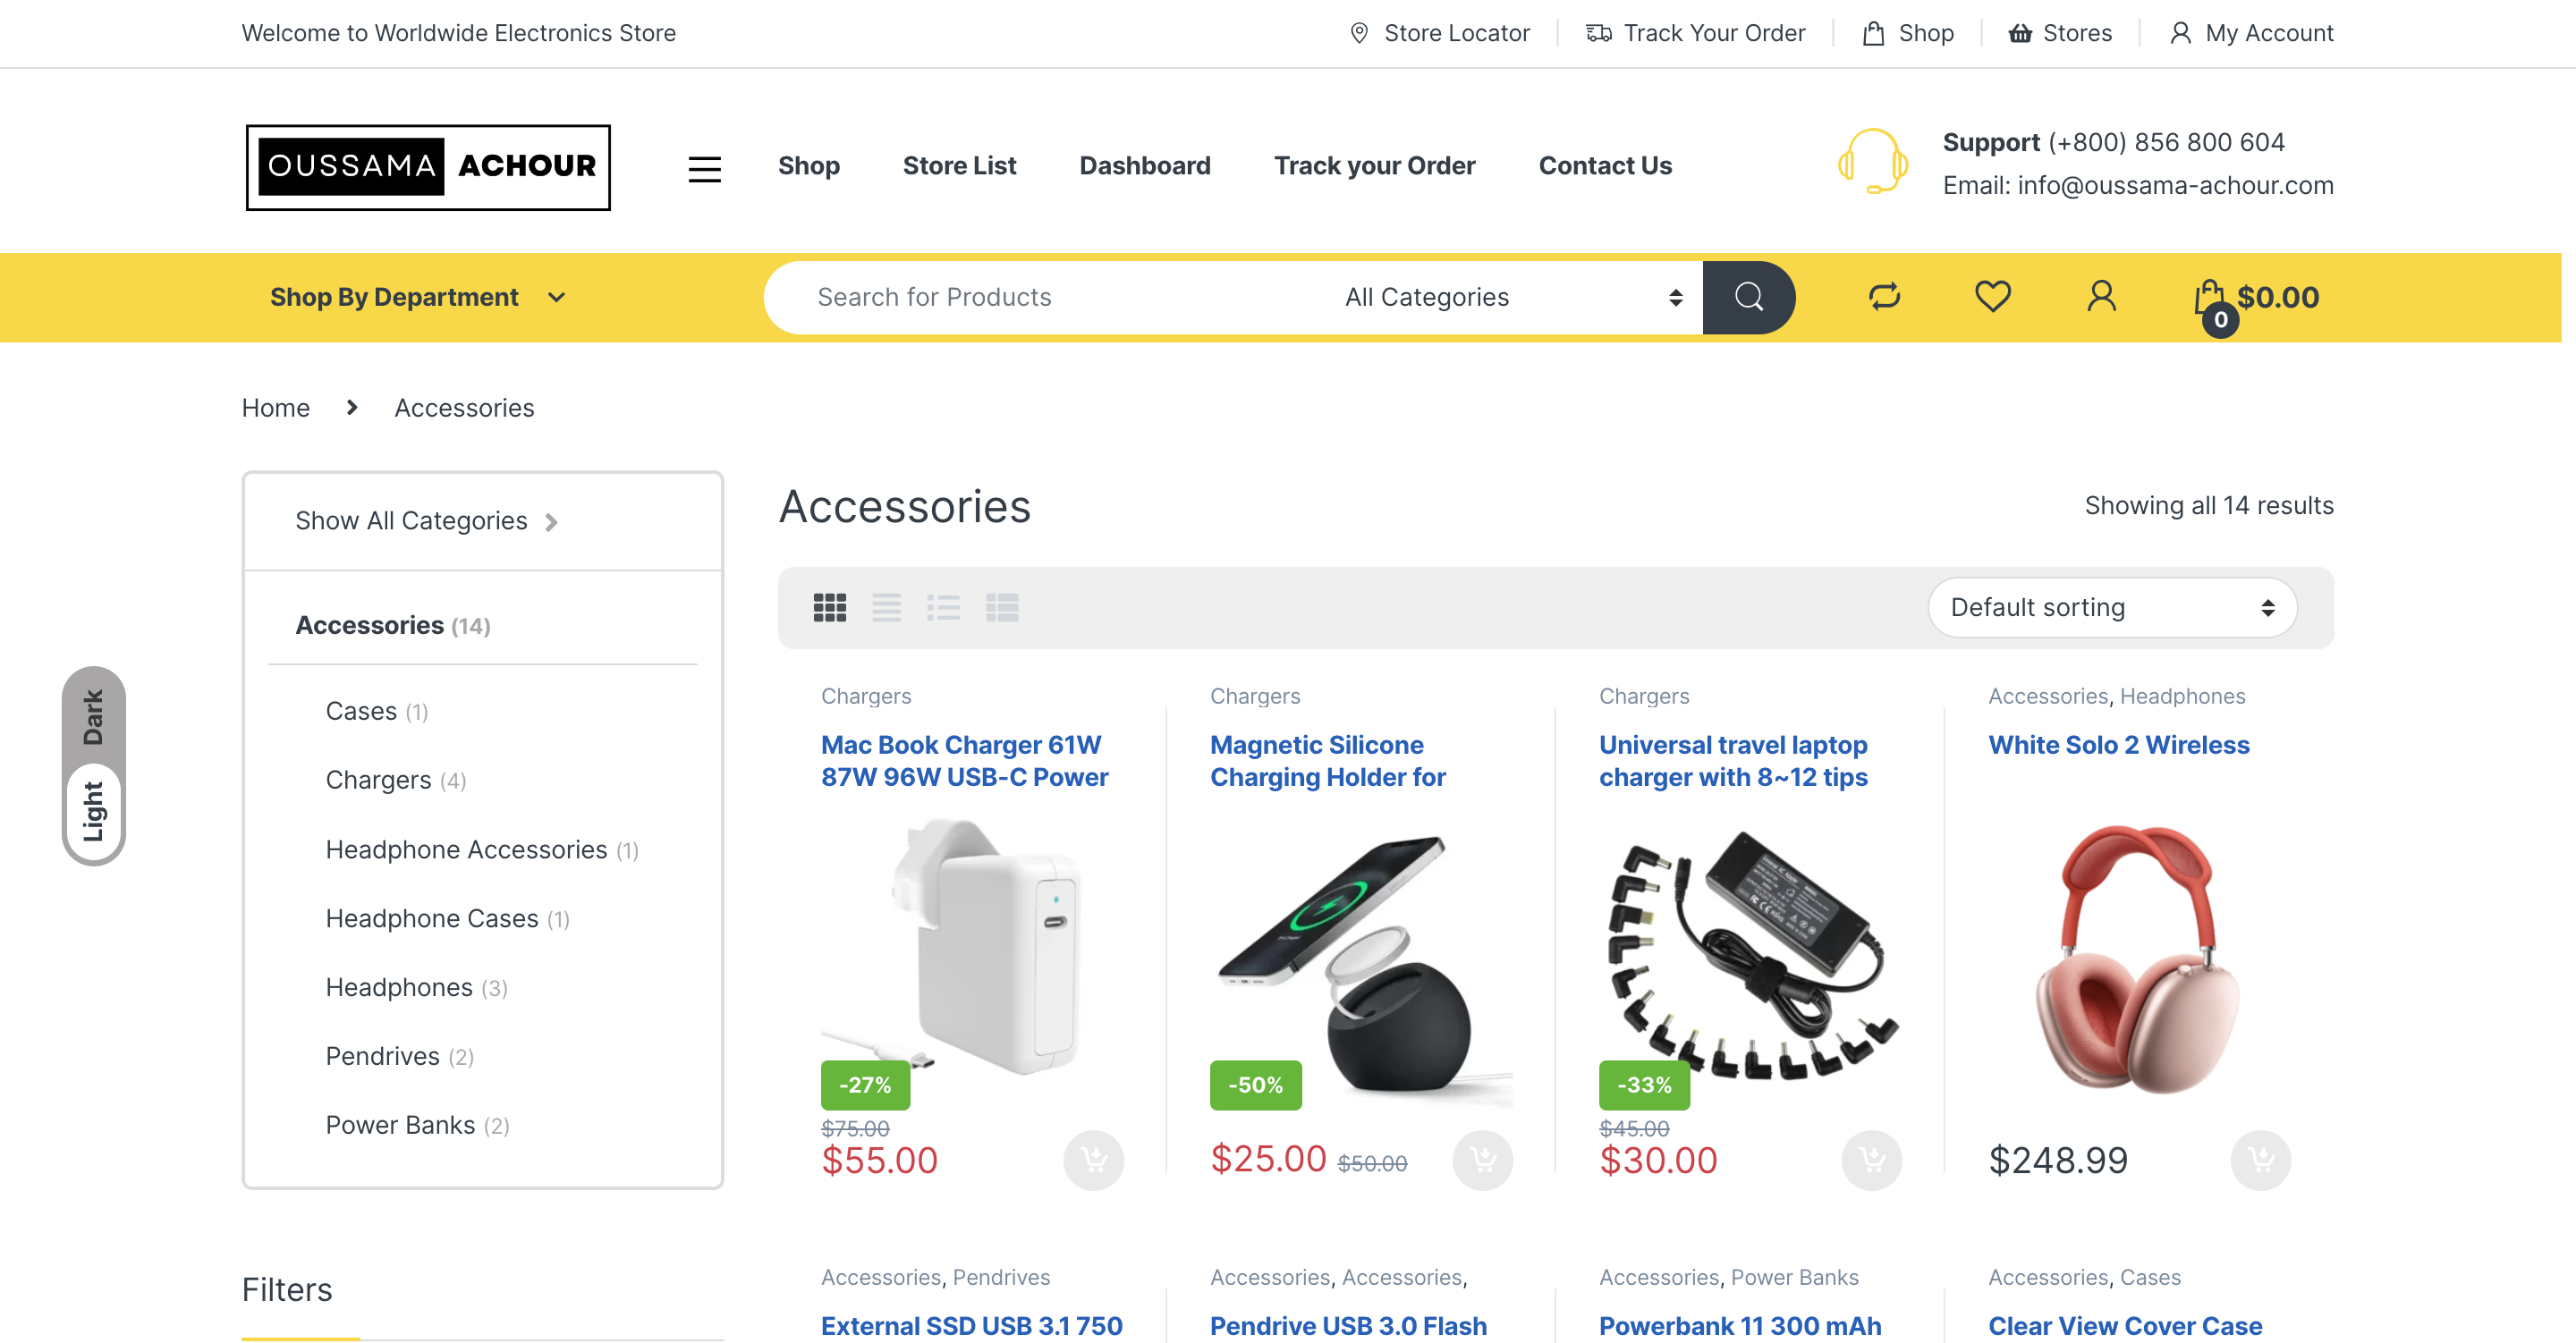 Welcome to Worldwide Electronics Store
Store Locator
Track Your Order
Shop
Stores
My Account
OUSSAMA ACHOUR
Shop
Store List
Dashboard
Track your Order
Contact Us
Support (+800) 856 800 604
Email: info@oussama-achour.com
Shop By Department
Search for Products
All Categories
0
$0.00
Home
Accessories
Show All Categories
Accessories (14)
Cases (1)
Chargers (4)
Headphone Accessories (1)
Headphone Cases (1)
Headphones (3)
Pendrives (2)
Power Banks (2)
Dark
Light
Filters
Accessories
Showing all 14 results
Default sorting
Chargers
Mac Book Charger 61W
87W 96W USB-C Power
-27%
$75.00
$55.00
Chargers
Magnetic Silicone
Charging Holder for
-50%
$25.00 $50.00
Chargers
Universal travel laptop
charger with 8~12 tips
-33%
$45.00
$30.00
Accessories, Headphones
White Solo 2 Wireless
$248.99
Accessories, Pendrives
External SSD USB 3.1 750
Accessories, Accessories,
Pendrive USB 3.0 Flash
Accessories, Power Banks
Powerbank 11 300 mAh
Accessories, Cases
Clear View Cover Case